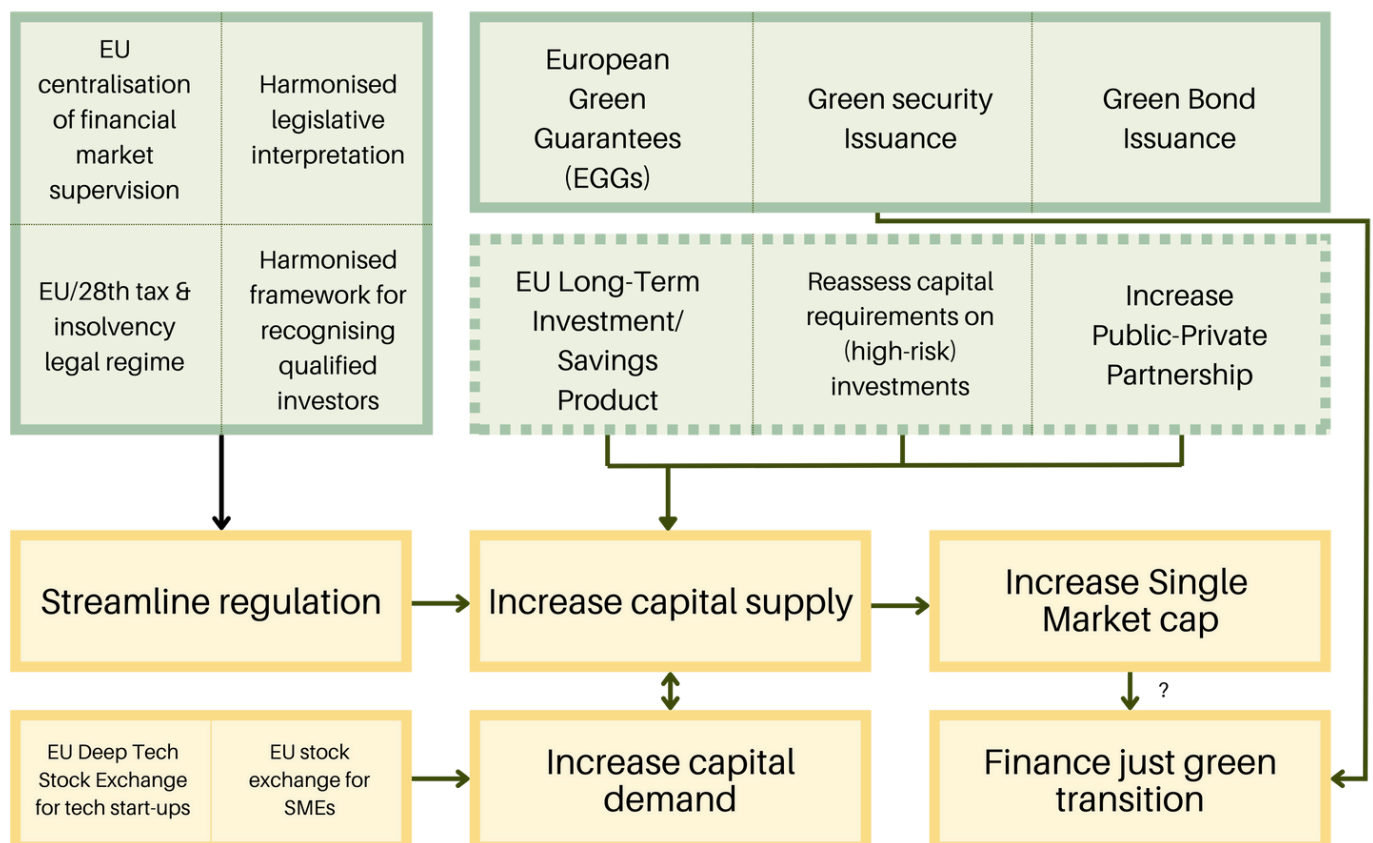 EU
centralisation
of financial
market
supervision
Harmonised
legislative
interpretation
EU/28th tax &
insolvency
legal regime
Harmonised
framework for
recognising
qualified
investors
European
Green
Guarantees
(EGGs)
Green security
Issuance
Green Bond
Issuance
EU Long-Term
Investment/
Savings
Product
Reassess capital
requirements on
(high-risk)
investments
Increase
Public-Private
Partnership
Streamline regulation
Increase capital supply
Increase Single
Market cap
?
EU Deep Tech
Stock Exchange
for tech start-ups
EU stock
exchange for
SMEs
Increase capital
demand
Finance just green
transition